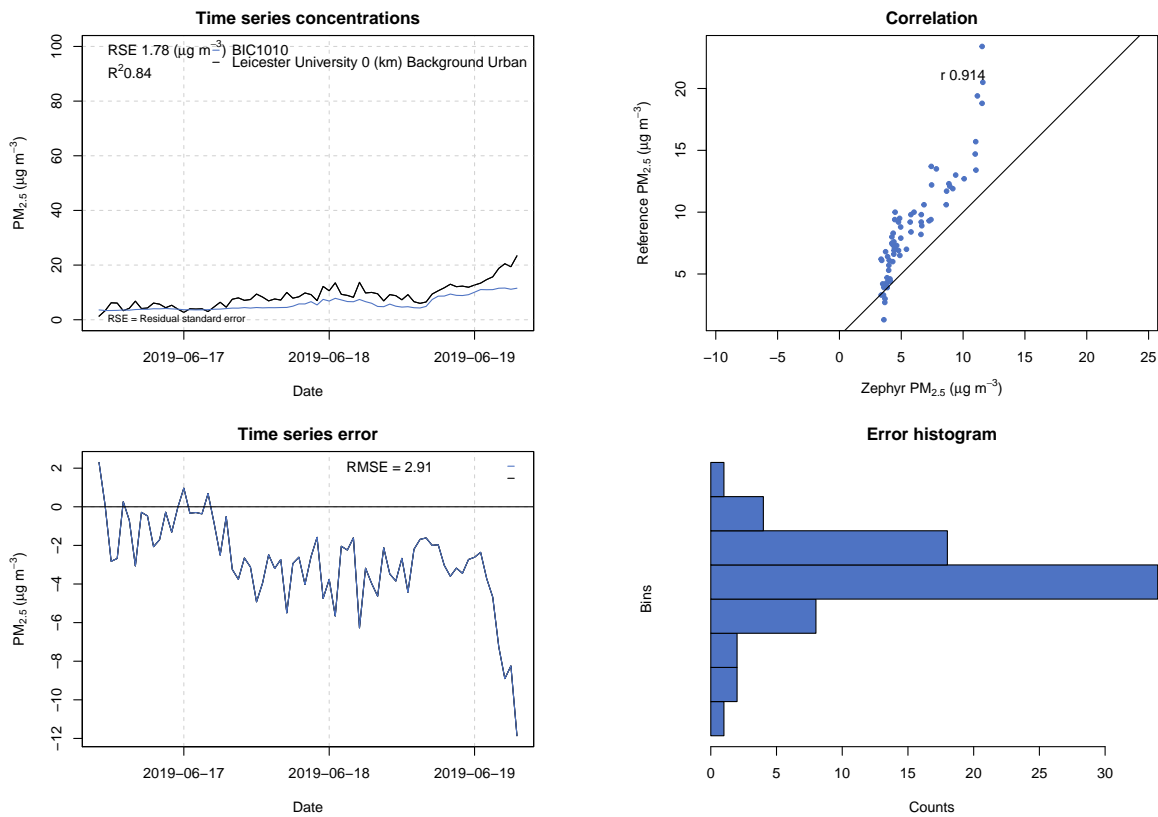 Time series concentrations
RSE 1.78 (μg m⁻³)
BIC1010
Leicester University 0 (km) Background Urban
R²0.84
100
80
60
40
20
0
PM₂.₅ (μg m⁻³)
RSE = Residual standard error
2019−06−17
2019−06−18
2019−06−19
Date
Correlation
r 0.914
20
15
10
5
Reference PM₂.₅ (μg m⁻³)
−10
−5
0
5
10
15
20
25
Zephyr PM₂.₅ (μg m⁻³)
Time series error
RMSE = 2.91
2
0
−2
−4
−6
−8
−10
−12
PM₂.₅ (μg m⁻³)
2019−06−17
2019−06−18
2019−06−19
Date
Error histogram
Bins
0
5
10
15
20
25
30
Counts